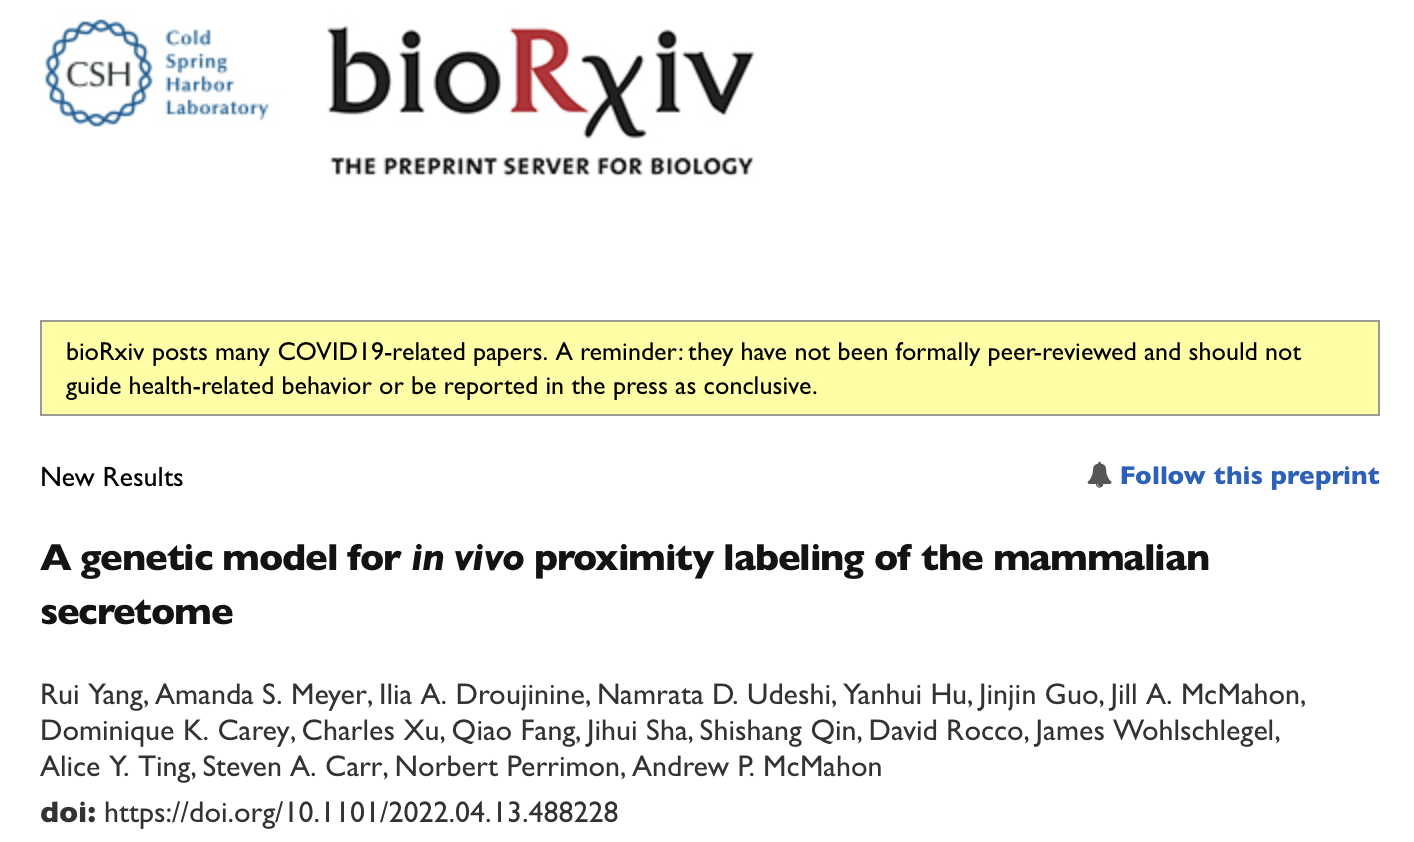 CSH
Cold
Spring
Harbor
Laboratory
bioRχiv
THE PREPRINT SERVER FOR BIOLOGY
bioRxiv posts many COVID19-related papers. A reminder: they have not been formally peer-reviewed and should not
guide health-related behavior or be reported in the press as conclusive.
New Results
Follow this preprint
A genetic model for in vivo proximity labeling of the mammalian
secretome
Rui Yang, Amanda S. Meyer, Ilia A. Droujinine, Namrata D. Udeshi, Yanhui Hu, Jinjin Guo, Jill A. McMahon,
Dominique K. Carey, Charles Xu, Qiao Fang, Jihui Sha, Shishang Qin, David Rocco, James Wohlschlegel,
Alice Y. Ting, Steven A. Carr, Norbert Perrimon, Andrew P. McMahon
doi: https://doi.org/10.1101/2022.04.13.488228